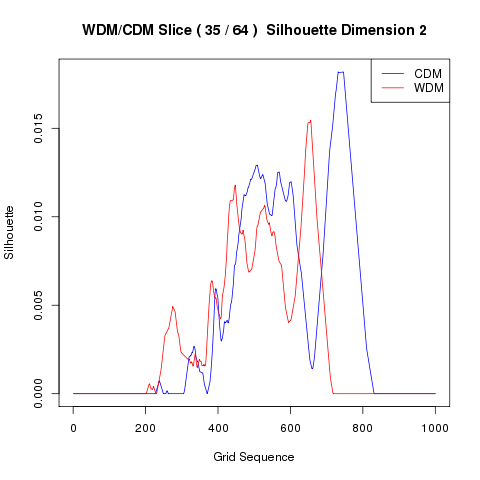 WDM/CDM Slice ( 35 / 64 ) Silhouette Dimension 2
CDM
WDM
Silhouette
0.015
0.010
0.005
0.000
0 200 400 600 800 1000
Grid Sequence